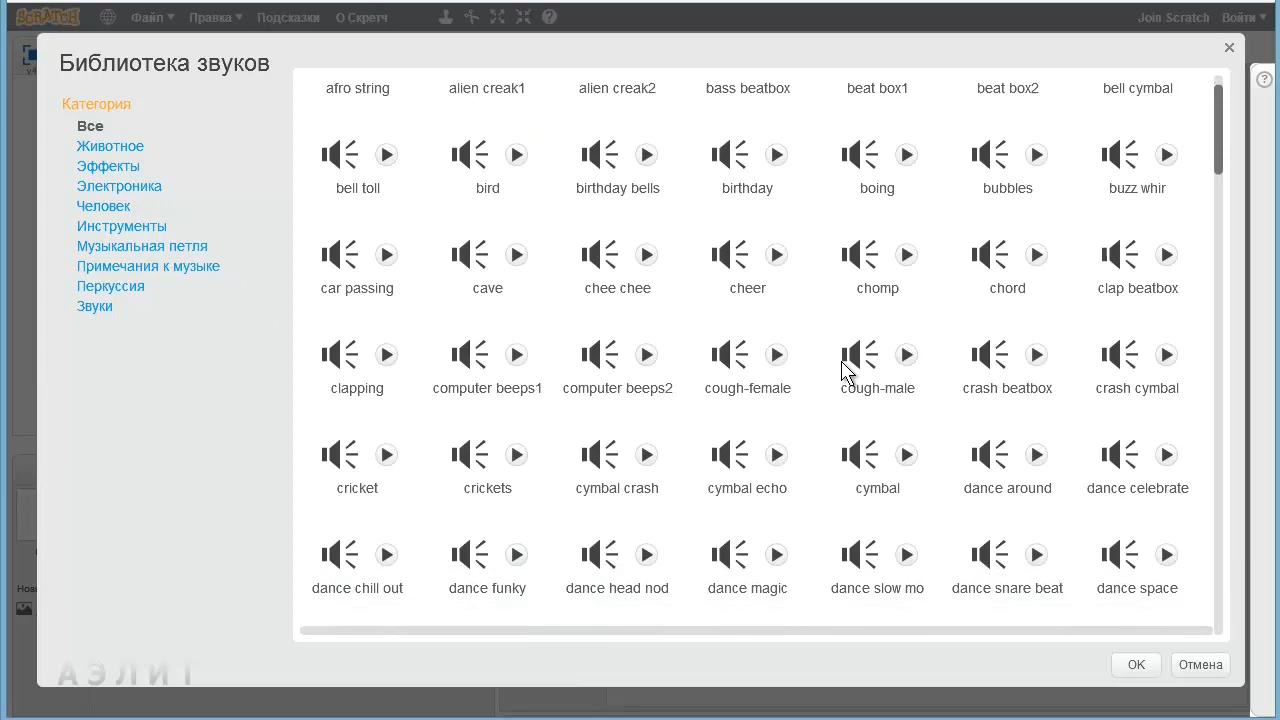 SCRATCH Файл Правка Подсказки О Скретч Join Scratch Войти
Библиотека звуков
Категория
Все
Животное
Эффекты
Электроника
Человек
Инструменты
Музыкальная петля
Примечания к музыке
Перкуссия
Звуки
afro string alien creak1 alien creak2 bass beatbox beat box1 beat box2 bell cymbal
bell toll bird birthday bells birthday boing bubbles buzz whir
car passing cave chee chee cheer chomp chord clap beatbox
clapping computer beeps1 computer beeps2 cough-female cough-male crash beatbox crash cymbal
cricket crickets cymbal crash cymbal echo cymbal dance around dance celebrate
dance chill out dance funky dance head nod dance magic dance slow mo dance snare beat dance space
OK Отмена
АЭЛИТ